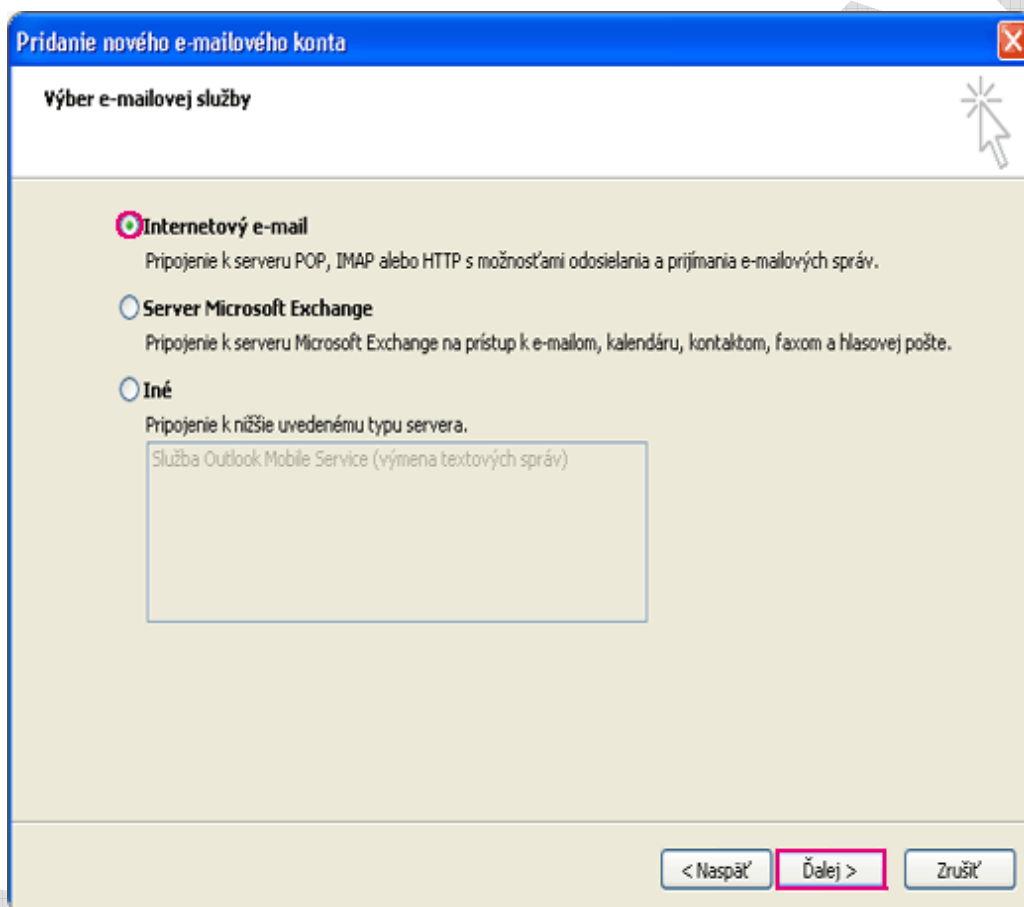 Pridanie nového e-mailového konta
Výber e-mailovej služby
Internetový e-mail
Pripojenie k serveru POP, IMAP alebo HTTP s možnosťami odosielania a prijímania e-mailových správ.
Server Microsoft Exchange
Pripojenie k serveru Microsoft Exchange na prístup k e-mailom, kalendáru, kontaktom, faxom a hlasovej pošte.
Iné
Pripojenie k nižšie uvedenému typu servera.
Služba Outlook Mobile Service (výmena textových správ)
< Naspäť Ďalej > Zrušiť